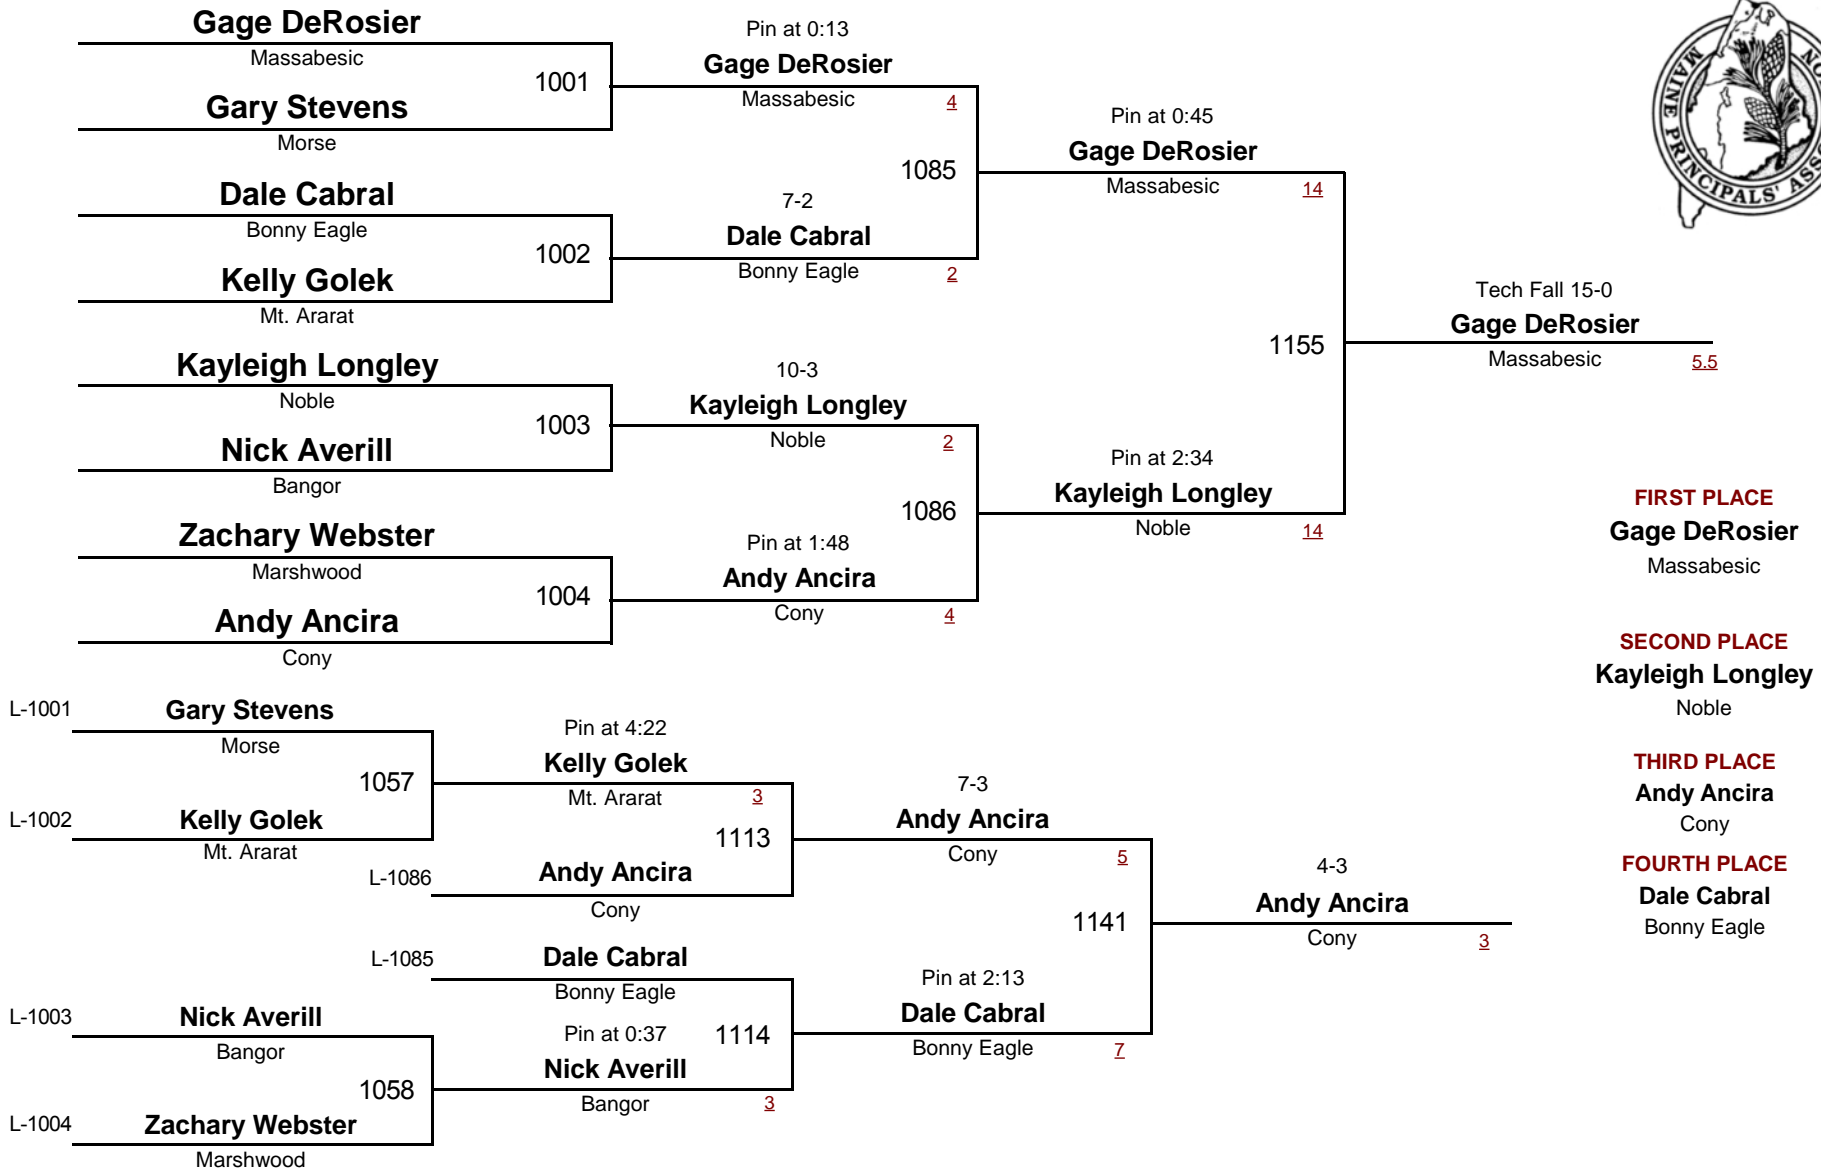 Gage DeRosier
Massabesic
1001
Gary Stevens
Morse
Dale Cabral
Bonny Eagle
1002
Kelly Golek
Mt. Ararat
Kayleigh Longley
Noble
1003
Nick Averill
Bangor
Zachary Webster
Marshwood
1004
Andy Ancira
Cony
Pin at 0:13
Gage DeRosier
Massabesic
4
1085
7-2
Dale Cabral
Bonny Eagle
2
10-3
Kayleigh Longley
Noble
2
1086
Pin at 1:48
Andy Ancira
Cony
4
Pin at 0:45
Gage DeRosier
Massabesic
14
1155
Pin at 2:34
Kayleigh Longley
Noble
14
Tech Fall 15-0
Gage DeRosier
Massabesic
5.5
MAINE PRINCIPALS'
FIRST PLACE
Gage DeRosier
Massabesic
SECOND PLACE
Kayleigh Longley
Noble
THIRD PLACE
Andy Ancira
Cony
FOURTH PLACE
Dale Cabral
Bonny Eagle
L-1001
Gary Stevens
Morse
1057
L-1002
Kelly Golek
Mt. Ararat
Pin at 4:22
Kelly Golek
Mt. Ararat
3
1113
L-1086
Andy Ancira
Cony
L-1085
Dale Cabral
Bonny Eagle
1114
L-1003
Nick Averill
Bangor
1058
L-1004
Zachary Webster
Marshwood
Pin at 0:37
Nick Averill
Bangor
3
7-3
Andy Ancira
Cony
5
1141
Pin at 2:13
Dale Cabral
Bonny Eagle
7
4-3
Andy Ancira
Cony
3